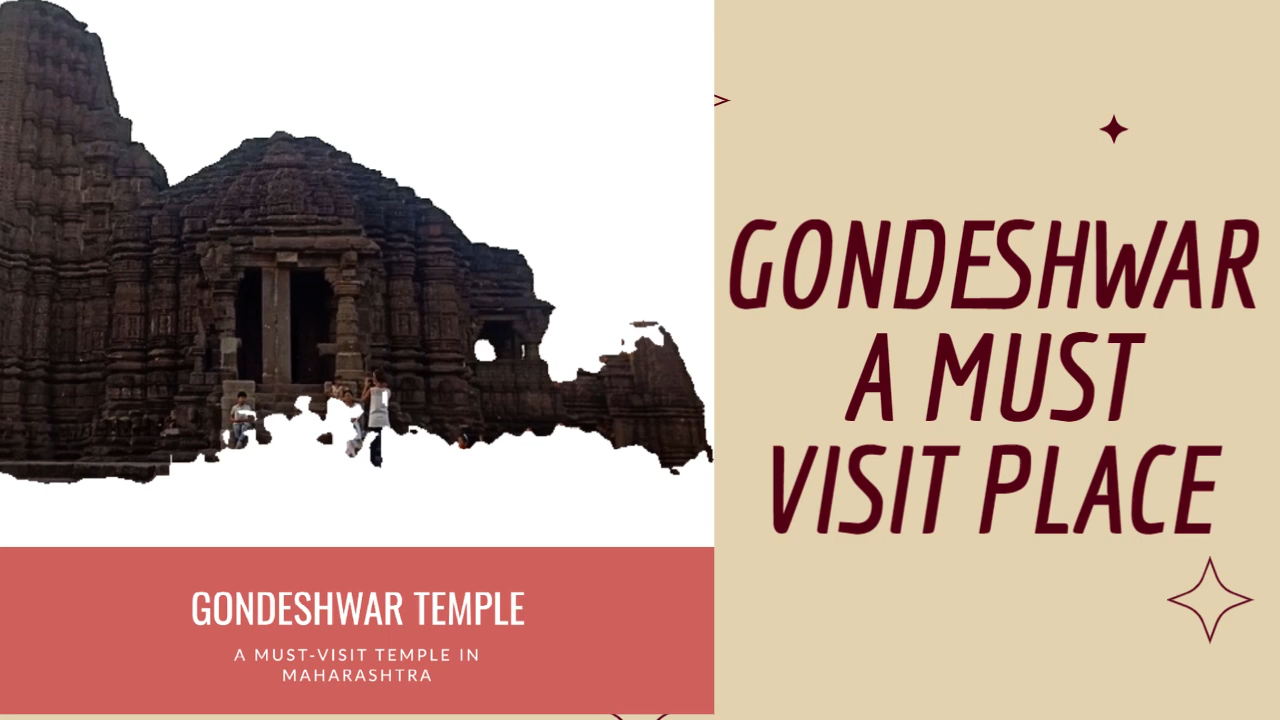 GONDESHWAR
A MUST
VISIT PLACE
GONDESHWAR TEMPLE
A MUST-VISIT TEMPLE IN
MAHARASHTRA